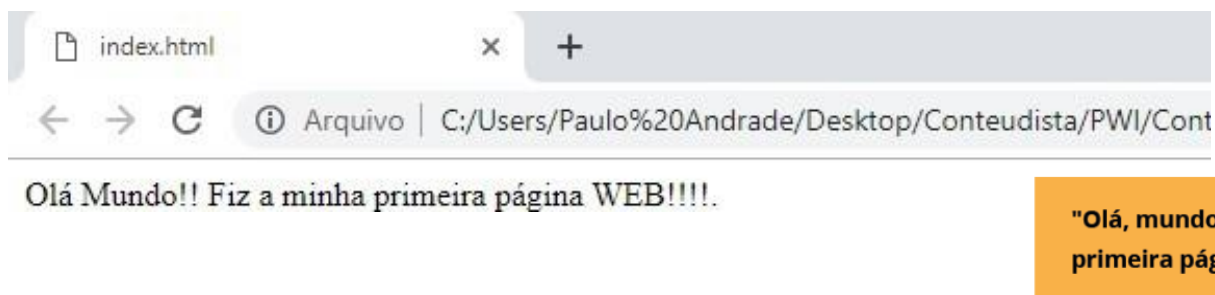 index.html
Arquivo | C:/Users/Paulo%20Andrade/Desktop/Conteudista/PWI/Cont
Olá Mundo!! Fiz a minha primeira página WEB!!!!.
"Olá, mundo
primeira pág